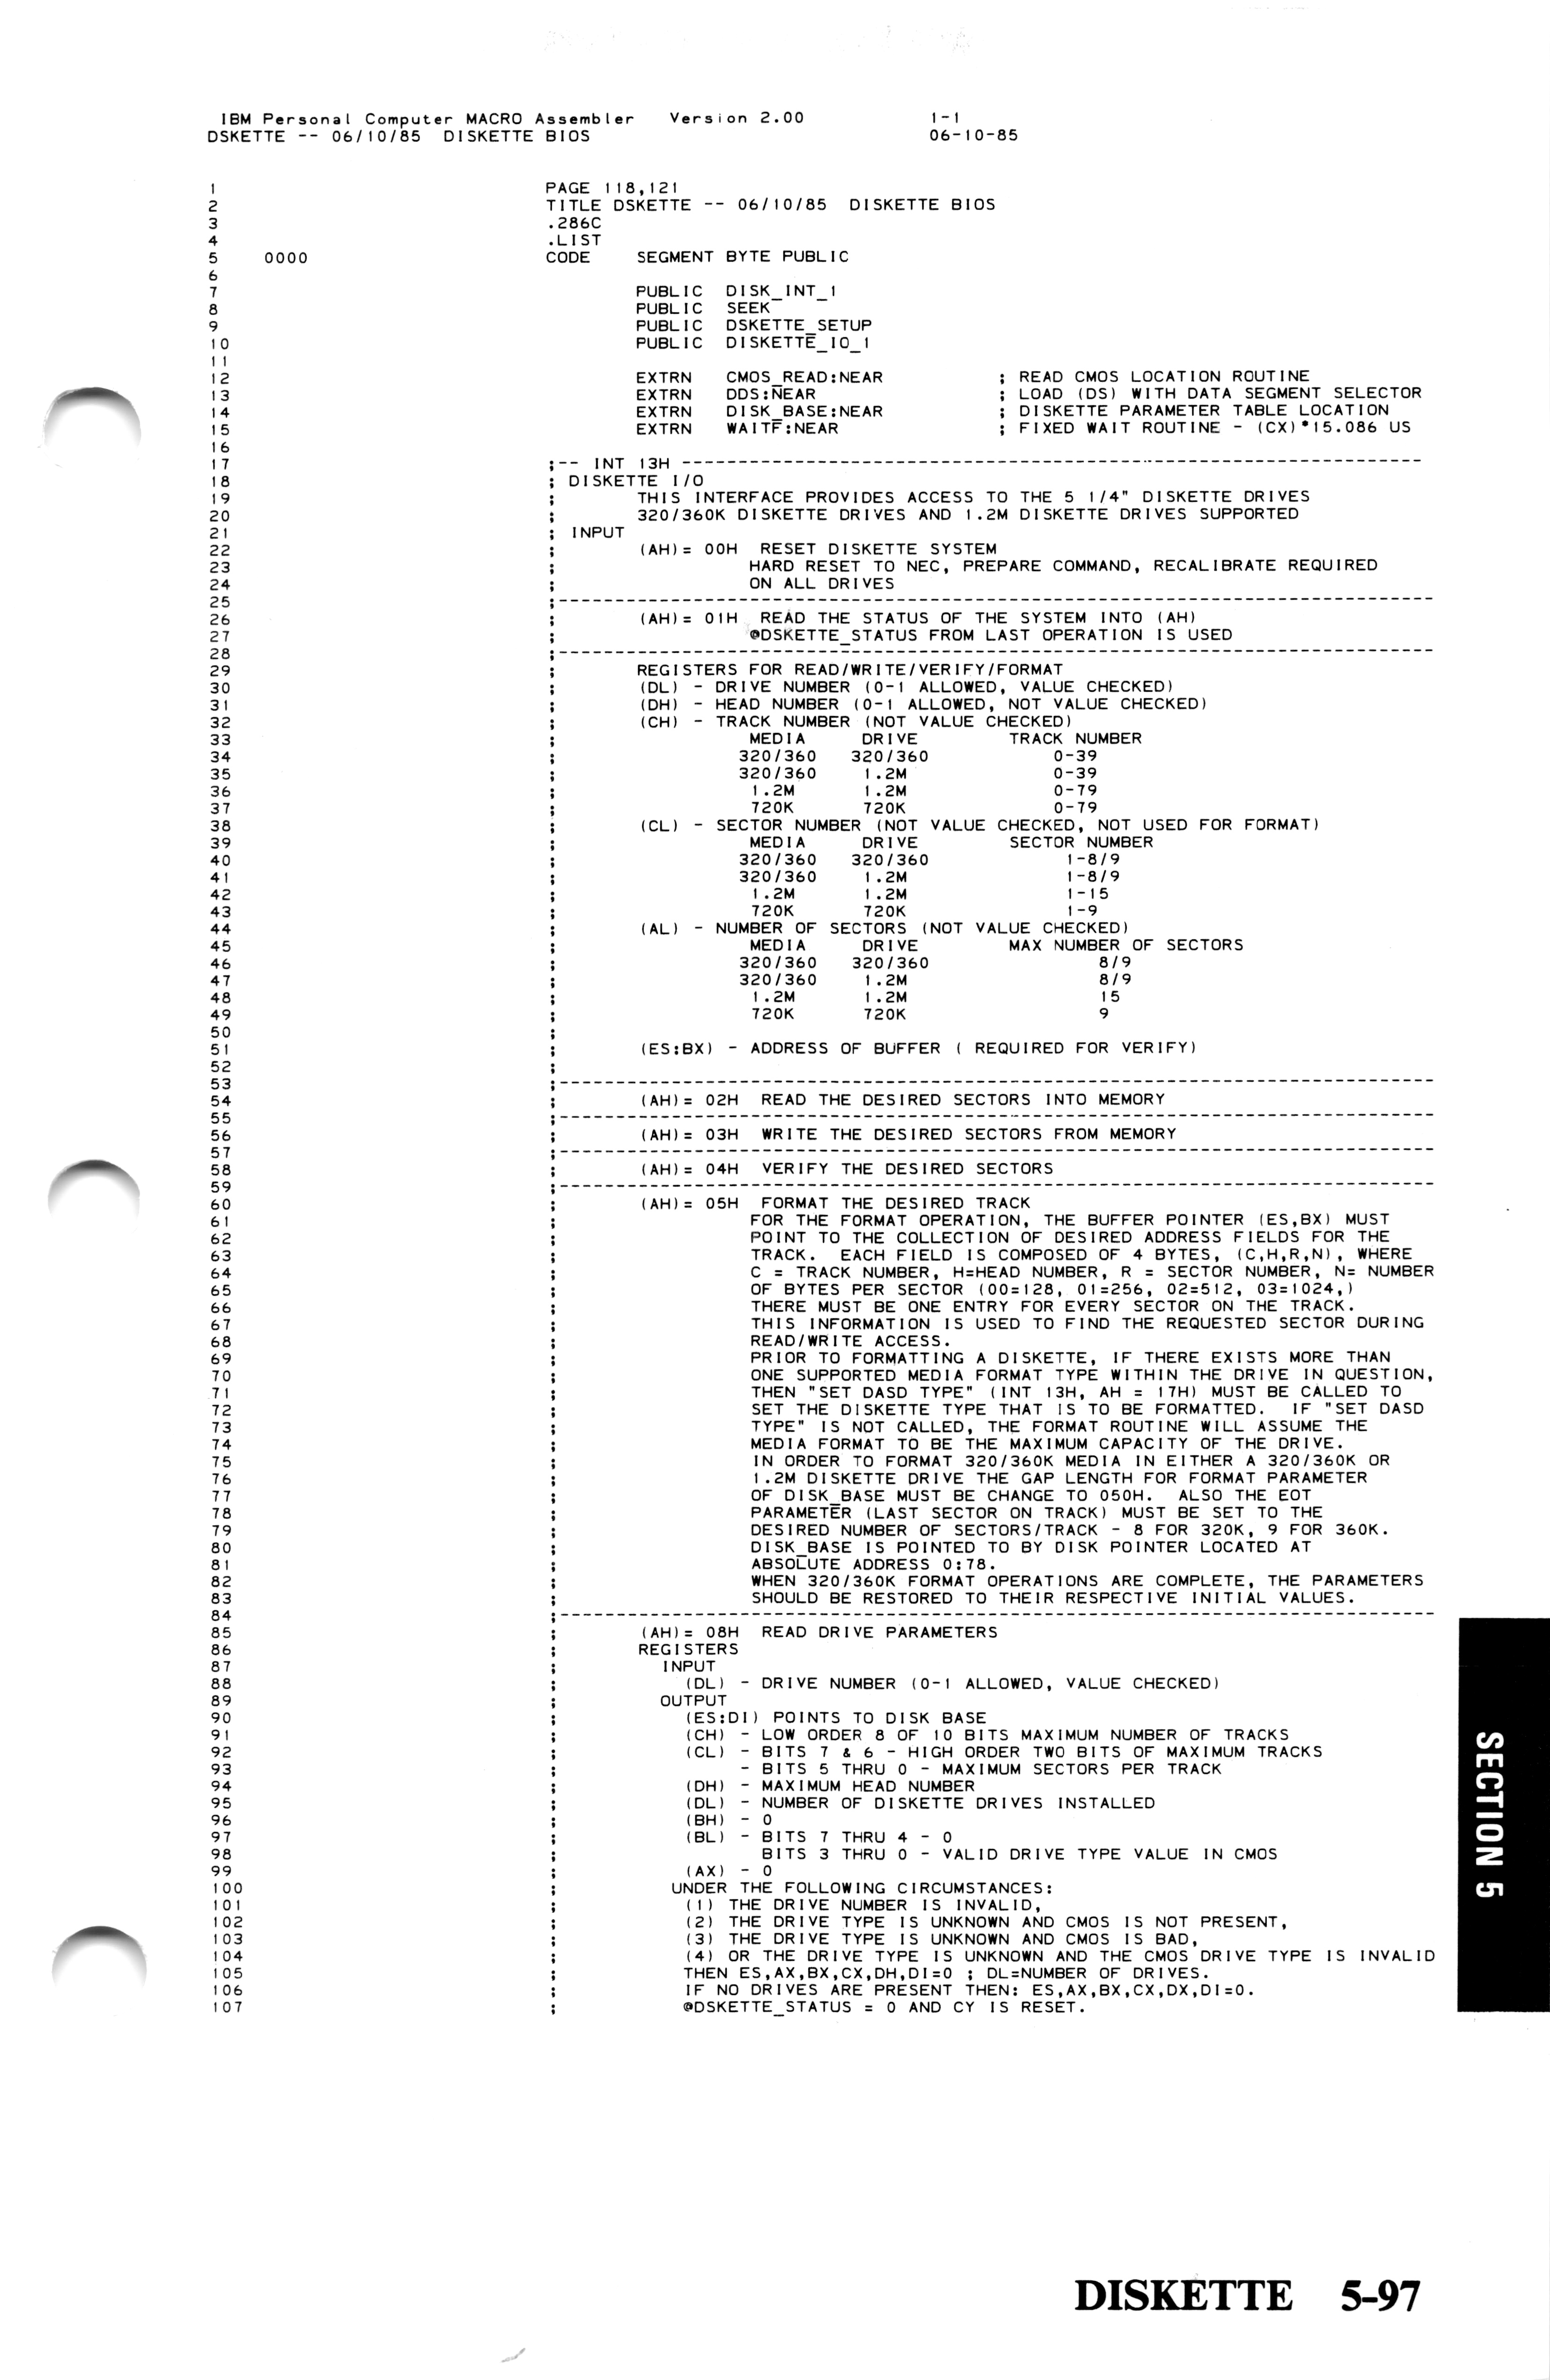 IBM Personal Computer MACRO Assembler   Version 2.00   1-1
DSKETTE -- 06/10/85  DISKETTE BIOS   06-10-85
1   PAGE 118,121
2   TITLE DSKETTE -- 06/10/85  DISKETTE BIOS
3   .286C
4   .LIST
5   0000   CODE   SEGMENT BYTE PUBLIC
6
7   PUBLIC  DISK_INT_1
8   PUBLIC  SEEK
9   PUBLIC  DSKETTE_SETUP
10   PUBLIC  DISKETTE_IO_1
11
12   EXTRN   CMOS_READ:NEAR   ; READ CMOS LOCATION ROUTINE
13   EXTRN   DDS:NEAR   ; LOAD (DS) WITH DATA SEGMENT SELECTOR
14   EXTRN   DISK_BASE:NEAR   ; DISKETTE PARAMETER TABLE LOCATION
15   EXTRN   WAITF:NEAR   ; FIXED WAIT ROUTINE - (CX)*15.086 US
16
17   ;-- INT 13H -------------------------------------------------------------------
18   ; DISKETTE I/O
19   ;   THIS INTERFACE PROVIDES ACCESS TO THE 5 1/4" DISKETTE DRIVES
20   ;   320/360K DISKETTE DRIVES AND 1.2M DISKETTE DRIVES SUPPORTED
21   ; INPUT
22   ;   (AH)= 00H  RESET DISKETTE SYSTEM
23   ;   HARD RESET TO NEC, PREPARE COMMAND, RECALIBRATE REQUIRED
24   ;   ON ALL DRIVES
25   ;-------------------------------------------------------------------------------
26   ;   (AH)= 01H  READ THE STATUS OF THE SYSTEM INTO (AH)
27   ;   @DSKETTE_STATUS FROM LAST OPERATION IS USED
28   ;-------------------------------------------------------------------------------
29   ;   REGISTERS FOR READ/WRITE/VERIFY/FORMAT
30   ;   (DL) - DRIVE NUMBER (0-1 ALLOWED, VALUE CHECKED)
31   ;   (DH) - HEAD NUMBER (0-1 ALLOWED, NOT VALUE CHECKED)
32   ;   (CH) - TRACK NUMBER (NOT VALUE CHECKED)
33   ;   MEDIA   DRIVE   TRACK NUMBER
34   ;   320/360   320/360   0-39
35   ;   320/360   1.2M   0-39
36   ;   1.2M   1.2M   0-79
37   ;   720K   720K   0-79
38   ;   (CL) - SECTOR NUMBER (NOT VALUE CHECKED, NOT USED FOR FORMAT)
39   ;   MEDIA   DRIVE   SECTOR NUMBER
40   ;   320/360   320/360   1-8/9
41   ;   320/360   1.2M   1-8/9
42   ;   1.2M   1.2M   1-15
43   ;   720K   720K   1-9
44   ;   (AL) - NUMBER OF SECTORS (NOT VALUE CHECKED)
45   ;   MEDIA   DRIVE   MAX NUMBER OF SECTORS
46   ;   320/360   320/360   8/9
47   ;   320/360   1.2M   8/9
48   ;   1.2M   1.2M   15
49   ;   720K   720K   9
50   ;
51   ;   (ES:BX) - ADDRESS OF BUFFER ( REQUIRED FOR VERIFY)
52   ;
53   ;-------------------------------------------------------------------------------
54   ;   (AH)= 02H  READ THE DESIRED SECTORS INTO MEMORY
55   ;-------------------------------------------------------------------------------
56   ;   (AH)= 03H  WRITE THE DESIRED SECTORS FROM MEMORY
57   ;-------------------------------------------------------------------------------
58   ;   (AH)= 04H  VERIFY THE DESIRED SECTORS
59   ;-------------------------------------------------------------------------------
60   ;   (AH)= 05H  FORMAT THE DESIRED TRACK
61   ;   FOR THE FORMAT OPERATION, THE BUFFER POINTER (ES,BX) MUST
62   ;   POINT TO THE COLLECTION OF DESIRED ADDRESS FIELDS FOR THE
63   ;   TRACK.  EACH FIELD IS COMPOSED OF 4 BYTES, (C,H,R,N), WHERE
64   ;   C = TRACK NUMBER, H=HEAD NUMBER, R = SECTOR NUMBER, N= NUMBER
65   ;   OF BYTES PER SECTOR (00=128, 01=256, 02=512, 03=1024,)
66   ;   THERE MUST BE ONE ENTRY FOR EVERY SECTOR ON THE TRACK.
67   ;   THIS INFORMATION IS USED TO FIND THE REQUESTED SECTOR DURING
68   ;   READ/WRITE ACCESS.
69   ;   PRIOR TO FORMATTING A DISKETTE, IF THERE EXISTS MORE THAN
70   ;   ONE SUPPORTED MEDIA FORMAT TYPE WITHIN THE DRIVE IN QUESTION,
71   ;   THEN "SET DASD TYPE" (INT 13H, AH = 17H) MUST BE CALLED TO
72   ;   SET THE DISKETTE TYPE THAT IS TO BE FORMATTED.  IF "SET DASD
73   ;   TYPE" IS NOT CALLED, THE FORMAT ROUTINE WILL ASSUME THE
74   ;   MEDIA FORMAT TO BE THE MAXIMUM CAPACITY OF THE DRIVE.
75   ;   IN ORDER TO FORMAT 320/360K MEDIA IN EITHER A 320/360K OR
76   ;   1.2M DISKETTE DRIVE THE GAP LENGTH FOR FORMAT PARAMETER
77   ;   OF DISK_BASE MUST BE CHANGE TO 050H.  ALSO THE EOT
78   ;   PARAMETER (LAST SECTOR ON TRACK) MUST BE SET TO THE
79   ;   DESIRED NUMBER OF SECTORS/TRACK - 8 FOR 320K, 9 FOR 360K.
80   ;   DISK_BASE IS POINTED TO BY DISK POINTER LOCATED AT
81   ;   ABSOLUTE ADDRESS 0:78.
82   ;   WHEN 320/360K FORMAT OPERATIONS ARE COMPLETE, THE PARAMETERS
83   ;   SHOULD BE RESTORED TO THEIR RESPECTIVE INITIAL VALUES.
84   ;-------------------------------------------------------------------------------
85   ;   (AH)= 08H  READ DRIVE PARAMETERS
86   ;   REGISTERS
87   ;   INPUT
88   ;   (DL) - DRIVE NUMBER (0-1 ALLOWED, VALUE CHECKED)
89   ;   OUTPUT
90   ;   (ES:DI) POINTS TO DISK BASE
91   ;   (CH) - LOW ORDER 8 OF 10 BITS MAXIMUM NUMBER OF TRACKS
92   ;   (CL) - BITS 7 & 6 - HIGH ORDER TWO BITS OF MAXIMUM TRACKS
93   ;   - BITS 5 THRU 0 - MAXIMUM SECTORS PER TRACK
94   ;   (DH) - MAXIMUM HEAD NUMBER
95   ;   (DL) - NUMBER OF DISKETTE DRIVES INSTALLED
96   ;   (BH) - 0
97   ;   (BL) - BITS 7 THRU 4 - 0
98   ;   BITS 3 THRU 0 - VALID DRIVE TYPE VALUE IN CMOS
99   ;   (AX) - 0
100   ;   UNDER THE FOLLOWING CIRCUMSTANCES:
101   ;   (1) THE DRIVE NUMBER IS INVALID,
102   ;   (2) THE DRIVE TYPE IS UNKNOWN AND CMOS IS NOT PRESENT,
103   ;   (3) THE DRIVE TYPE IS UNKNOWN AND CMOS IS BAD,
104   ;   (4) OR THE DRIVE TYPE IS UNKNOWN AND THE CMOS DRIVE TYPE IS INVALID
105   ;   THEN ES,AX,BX,CX,DH,DI=0 ; DL=NUMBER OF DRIVES.
106   ;   IF NO DRIVES ARE PRESENT THEN: ES,AX,BX,CX,DX,DI=0.
107   ;   @DSKETTE_STATUS = 0 AND CY IS RESET.
SECTION 5
DISKETTE   5-97